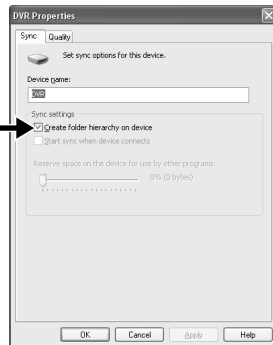 DVR Properties
Sync Quality
Set sync options for this device.
Device name:
DVR
Sync settings
Create folder hierarchy on device
Start sync when device connects
Reserve space on the device for use by other programs:
0% (0 bytes)
OK Cancel Apply Help